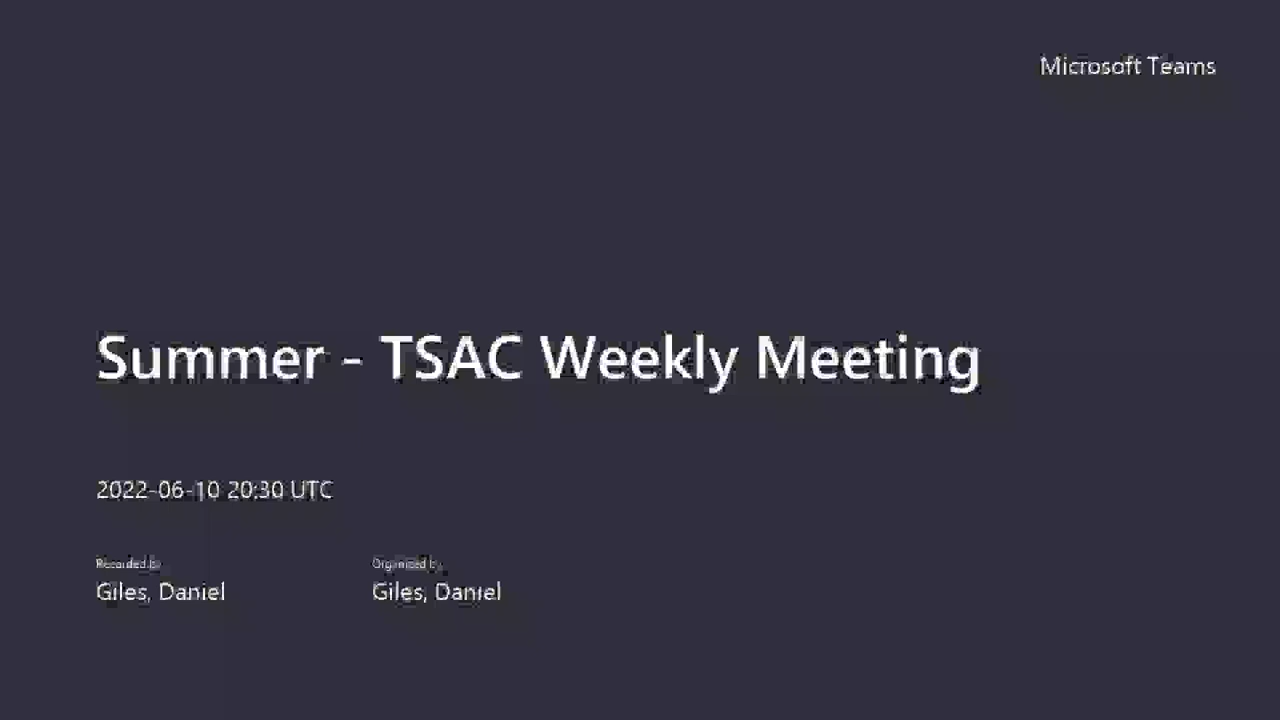 Microsoft Teams
Summer - TSAC Weekly Meeting
2022-06-10 20:30 UTC
Recorded by
Organized by
Giles, Daniel
Giles, Daniel